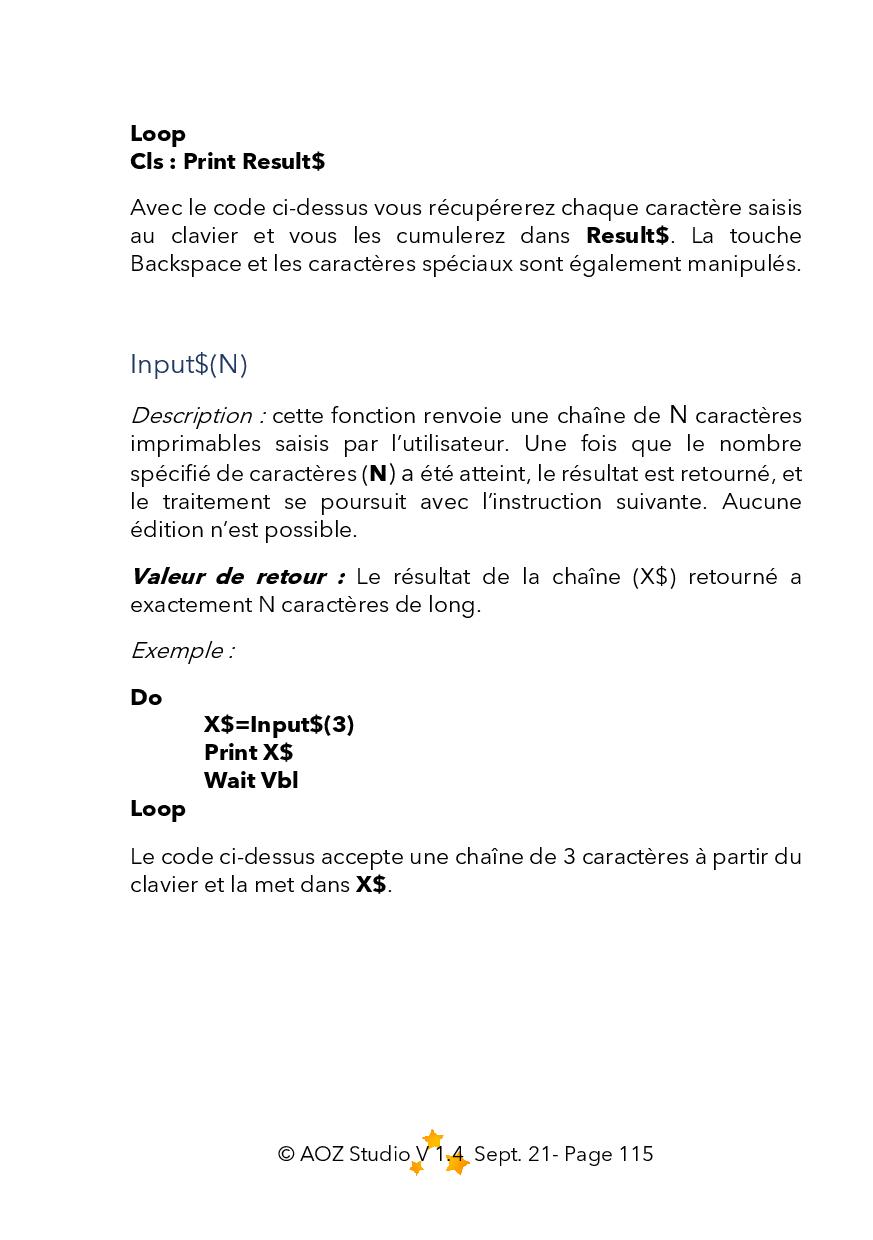 Loop
Cls : Print Result$
Avec le code ci-dessus vous récupérerez chaque caractère saisis
au clavier et vous les cumulerez dans Result$. La touche
Backspace et les caractères spéciaux sont également manipulés.
Input$(N)
Description : cette fonction renvoie une chaîne de N caractères
imprimables saisis par l’utilisateur. Une fois que le nombre
spécifié de caractères (N) a été atteint, le résultat est retourné, et
le traitement se poursuit avec l’instruction suivante. Aucune
édition n’est possible.
Valeur de retour : Le résultat de la chaîne (X$) retourné a
exactement N caractères de long.
Exemple :
Do
X$=Input$(3)
Print X$
Wait Vbl
Loop
Le code ci-dessus accepte une chaîne de 3 caractères à partir du
clavier et la met dans X$.
© AOZ Studio V 1.4 Sept. 21- Page 115